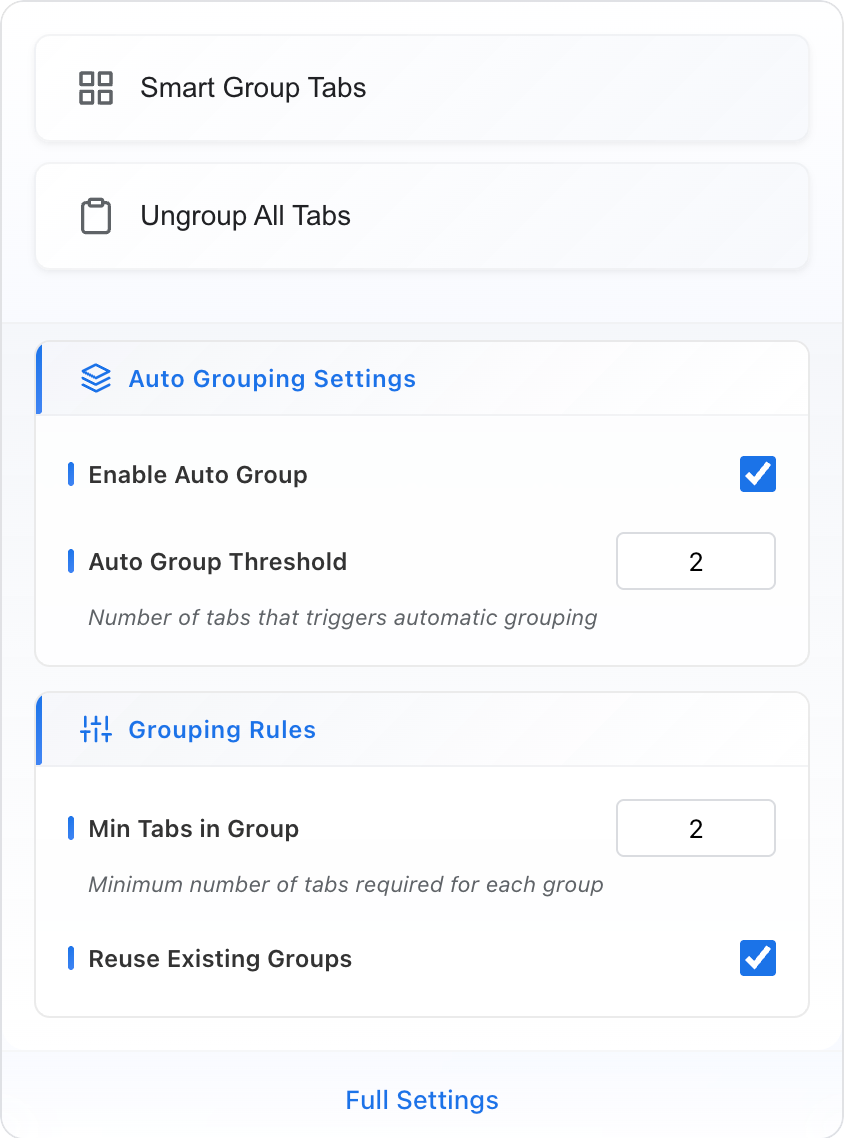 Smart Group Tabs
Ungroup All Tabs
Auto Grouping Settings
Enable Auto Group
Auto Group Threshold
2
Number of tabs that triggers automatic grouping
Grouping Rules
Min Tabs in Group
2
Minimum number of tabs required for each group
Reuse Existing Groups
Full Settings